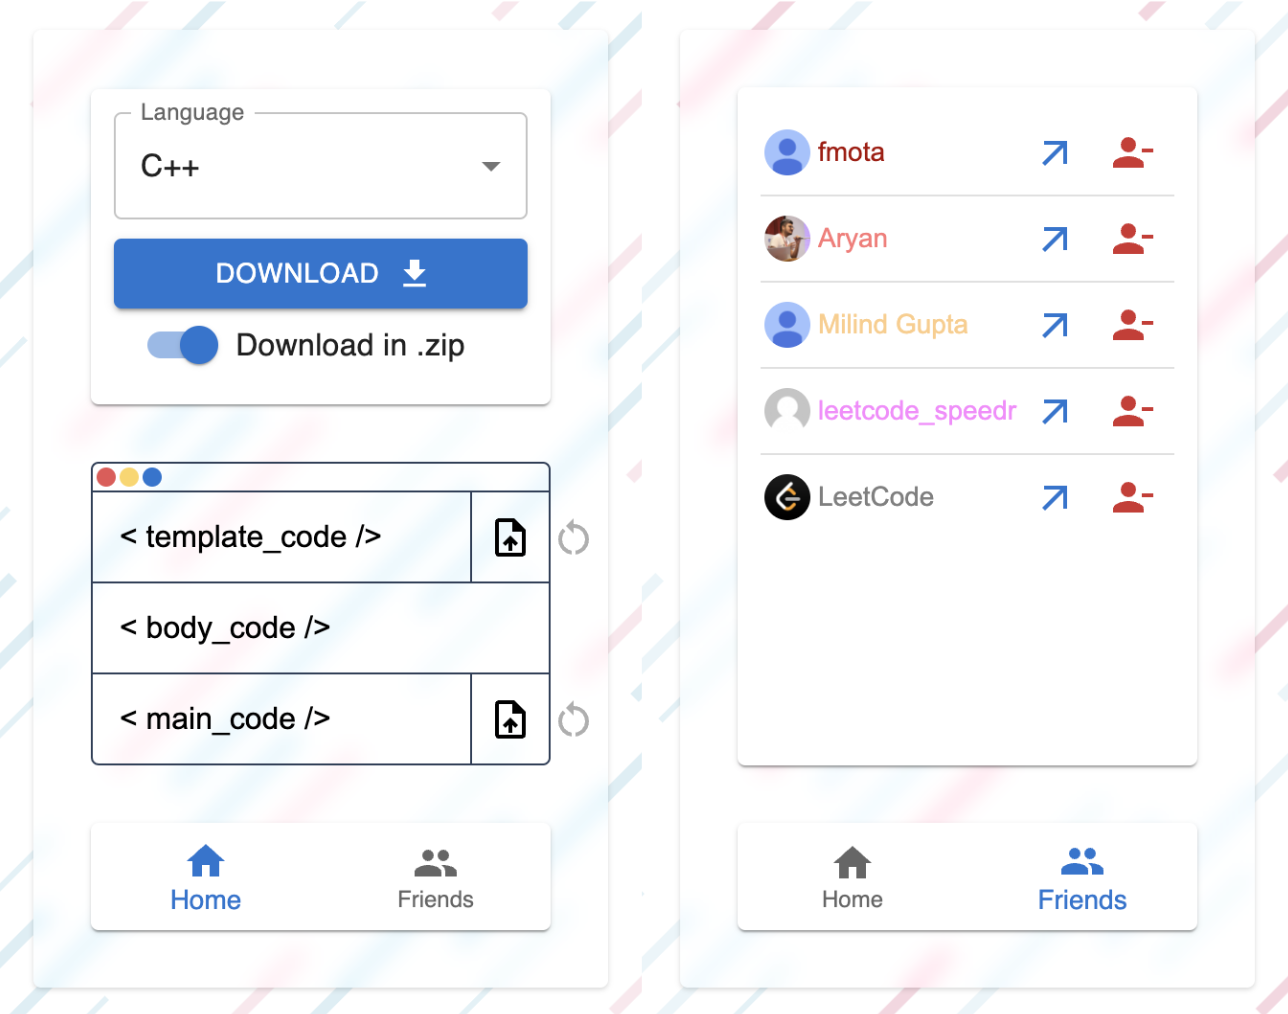 Language
C++
DOWNLOAD
Download in .zip
< template_code />
< body_code />
< main_code />
Home
Friends
fmota
Aryan
Milind Gupta
leetcode_speedr
LeetCode
Home
Friends